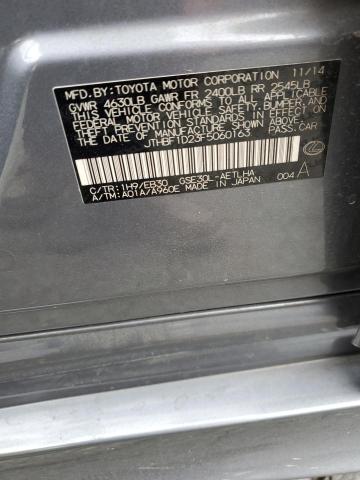 MFD. BY: TOYOTA MOTOR CORPORATION 11/14
GVWR 4630LB GAWR FR 2400LB RR 2545LB
THIS VEHICLE CONFORMS TO ALL APPLICABLE
FEDERAL MOTOR VEHICLE SAFETY, BUMPER, AND
THEFT PREVENTION STANDARDS IN EFFECT ON
THE DATE OF MANUFACTURE SHOWN ABOVE.
JTHBF1D23F5060163 PASS. CAR
C/TR: 1H9/EB30 GSE30L-AETLHA
A/TM: A01A/A960E MADE IN JAPAN 004 A